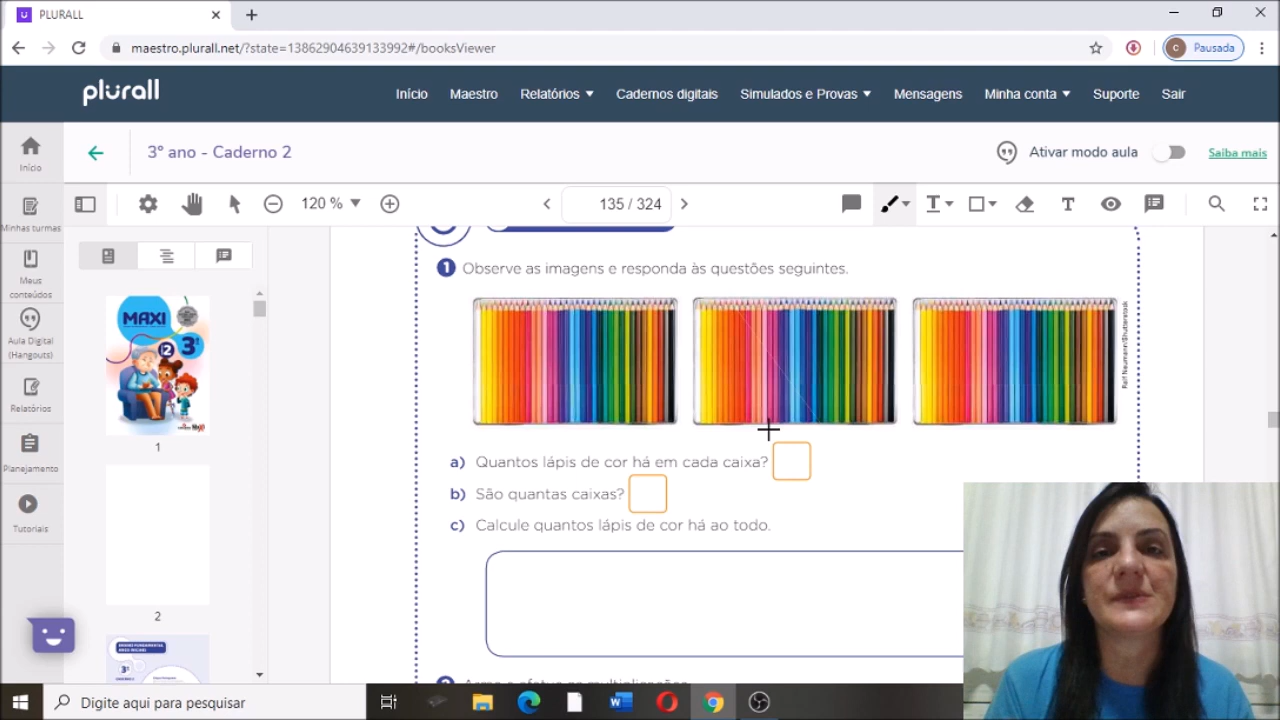 PLURALL
maestro.plurall.net/?state=13862904639133992#/booksViewer
C Pausada
plurall
Início Maestro Relatórios Cadernos digitais Simulados e Provas Mensagens Minha conta Suporte Sair
Início
3º ano - Caderno 2
Ativar modo aula
Saiba mais
120 %
135 / 324
Minhas turmas
Meus
conteúdos
Aula Digital
(Hangouts)
Relatórios
Planejamento
Tutoriais
MAXI
2 3º
1
2
1 Observe as imagens e responda às questões seguintes.
Ralf Neumann/Shutterstock
a) Quantos lápis de cor há em cada caixa?
b) São quantas caixas?
c) Calcule quantos lápis de cor há ao todo.
Digite aqui para pesquisar